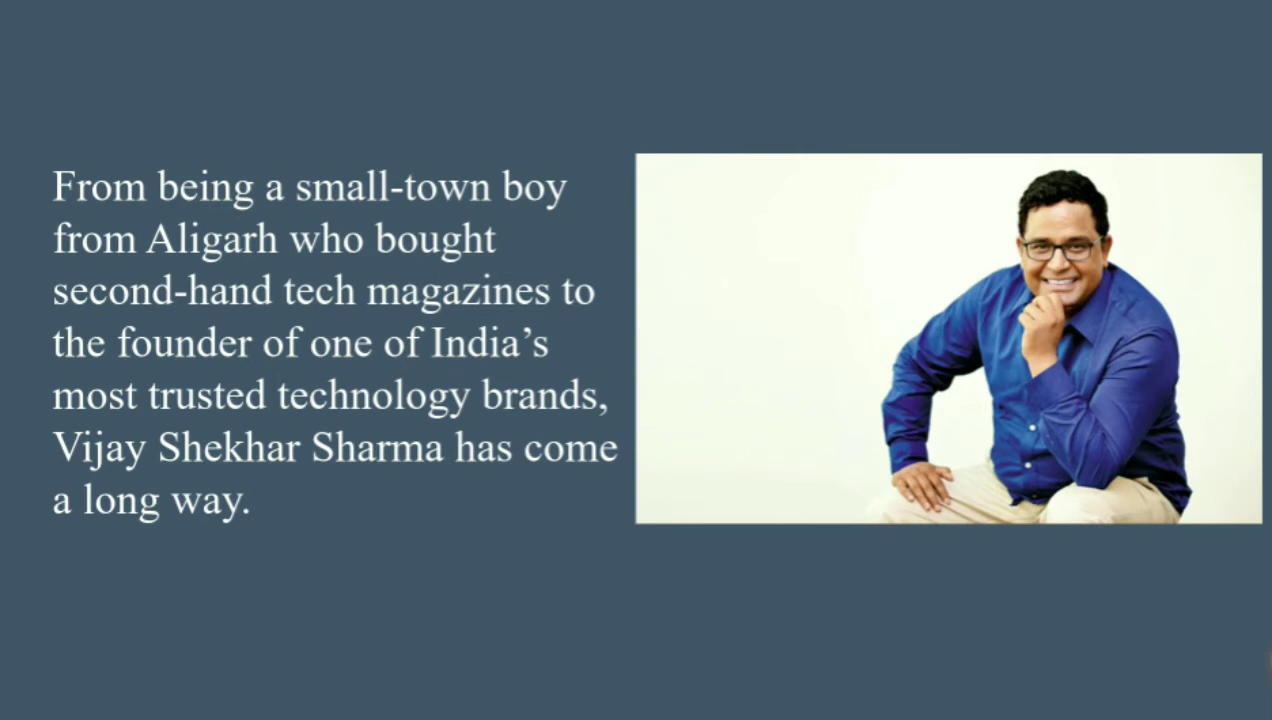 From being a small-town boy
from Aligarh who bought
second-hand tech magazines to
the founder of one of India’s
most trusted technology brands,
Vijay Shekhar Sharma has come
a long way.